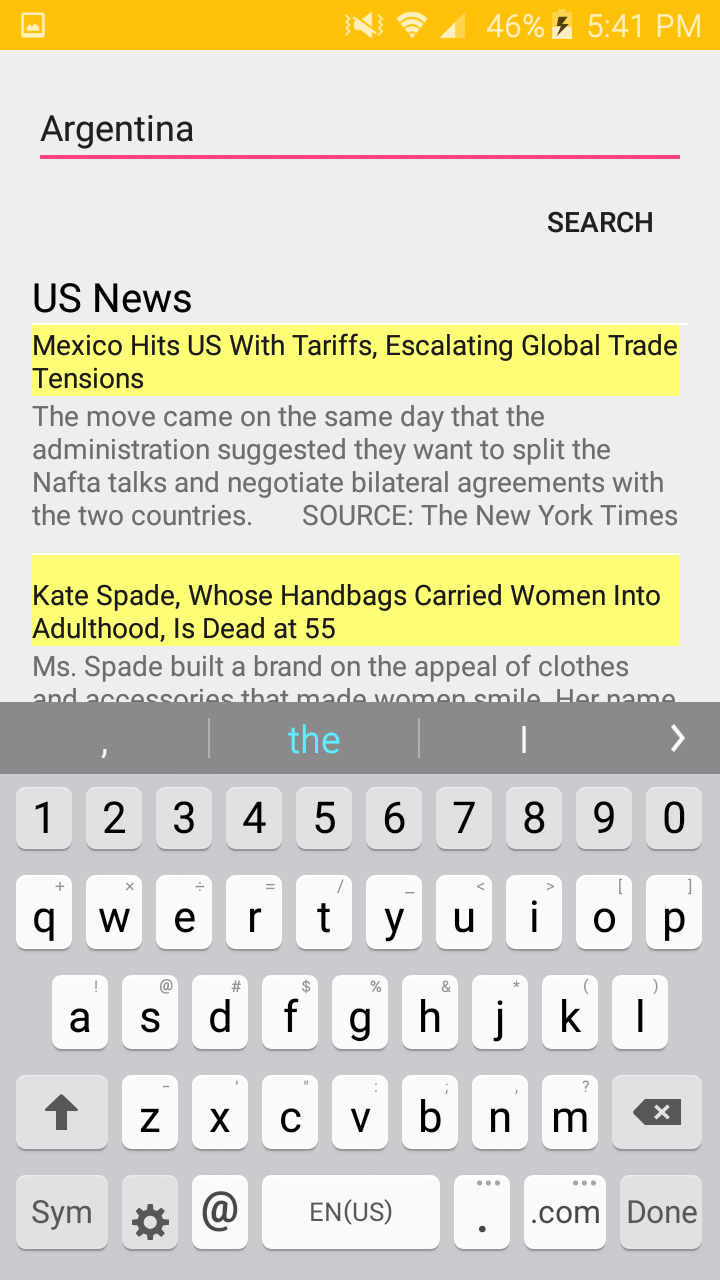 46% 5:41 PM
Argentina
SEARCH
US News
Mexico Hits US With Tariffs, Escalating Global Trade
Tensions
The move came on the same day that the
administration suggested they want to split the
Nafta talks and negotiate bilateral agreements with
the two countries. SOURCE: The New York Times
Kate Spade, Whose Handbags Carried Women Into
Adulthood, Is Dead at 55
Ms. Spade built a brand on the appeal of clothes
and accessories that made women smile. Her name
, the I
1 2 3 4 5 6 7 8 9 0
+ × ÷ = / _ < > [ ]
q w e r t y u i o p
! @ # $ % & * ( )
a s d f g h j k l
- ' " : ; , ?
z x c v b n m
Sym @ EN(US) . .com Done